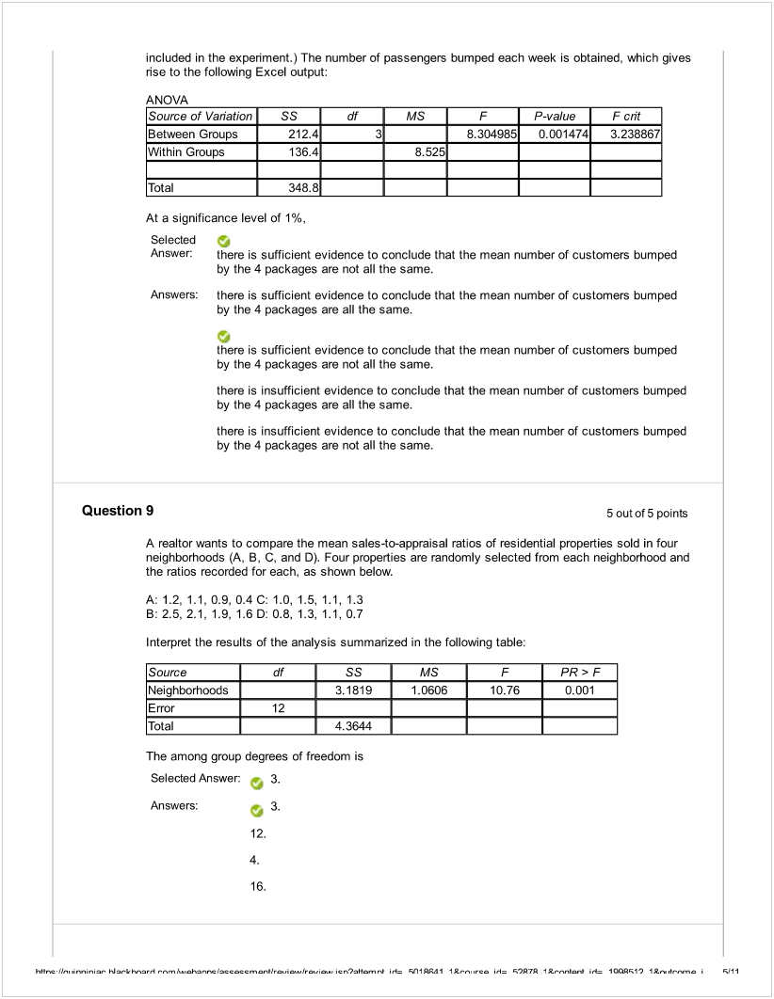 included in the experiment.) The number of passengers bumped each week is obtained, which gives
rise to the following Excel output:
ANOVA
Source of Variation SS df MS F P-value F crit
Between Groups 212.4 3 8.304985 0.001474 3.238867
Within Groups 136.4 8.525
Total 348.8
At a significance level of 1%,
Selected
Answer:
there is sufficient evidence to conclude that the mean number of customers bumped
by the 4 packages are not all the same.
Answers:
there is sufficient evidence to conclude that the mean number of customers bumped
by the 4 packages are all the same.
there is sufficient evidence to conclude that the mean number of customers bumped
by the 4 packages are not all the same.
there is insufficient evidence to conclude that the mean number of customers bumped
by the 4 packages are all the same.
there is insufficient evidence to conclude that the mean number of customers bumped
by the 4 packages are not all the same.
Question 9 5 out of 5 points
A realtor wants to compare the mean sales-to-appraisal ratios of residential properties sold in four
neighborhoods (A, B, C, and D). Four properties are randomly selected from each neighborhood and
the ratios recorded for each, as shown below.
A: 1.2, 1.1, 0.9, 0.4 C: 1.0, 1.5, 1.1, 1.3
B: 2.5, 2.1, 1.9, 1.6 D: 0.8, 1.3, 1.1, 0.7
Interpret the results of the analysis summarized in the following table:
Source df SS MS F PR > F
Neighborhoods 3.1819 1.0606 10.76 0.001
Error 12
Total 4.3644
The among group degrees of freedom is
Selected Answer: 3.
Answers: 3.
12.
4.
16.
https://quinnipiac.blackboard.com/webapps/assessment/review/review.jsp?attempt_id=_5018641_1&course_id=_52878_1&content_id=_1998512_1&outcome_i... 5/11